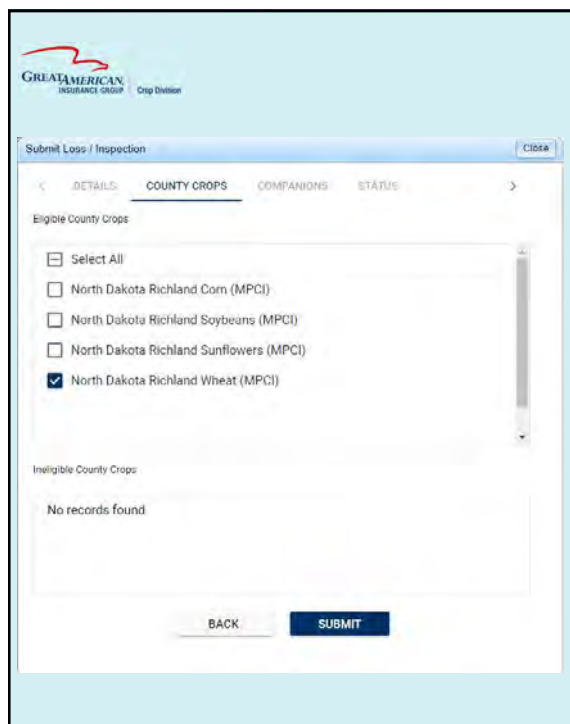 GREATAMERICAN
INSURANCE GROUP Crop Division
Submit Loss / Inspection Close
DETAILS COUNTY CROPS COMPANIONS STATUS
Eligible County Crops
Select All
North Dakota Richland Corn (MPCI)
North Dakota Richland Soybeans (MPCI)
North Dakota Richland Sunflowers (MPCI)
North Dakota Richland Wheat (MPCI)
Ineligible County Crops
No records found
BACK SUBMIT